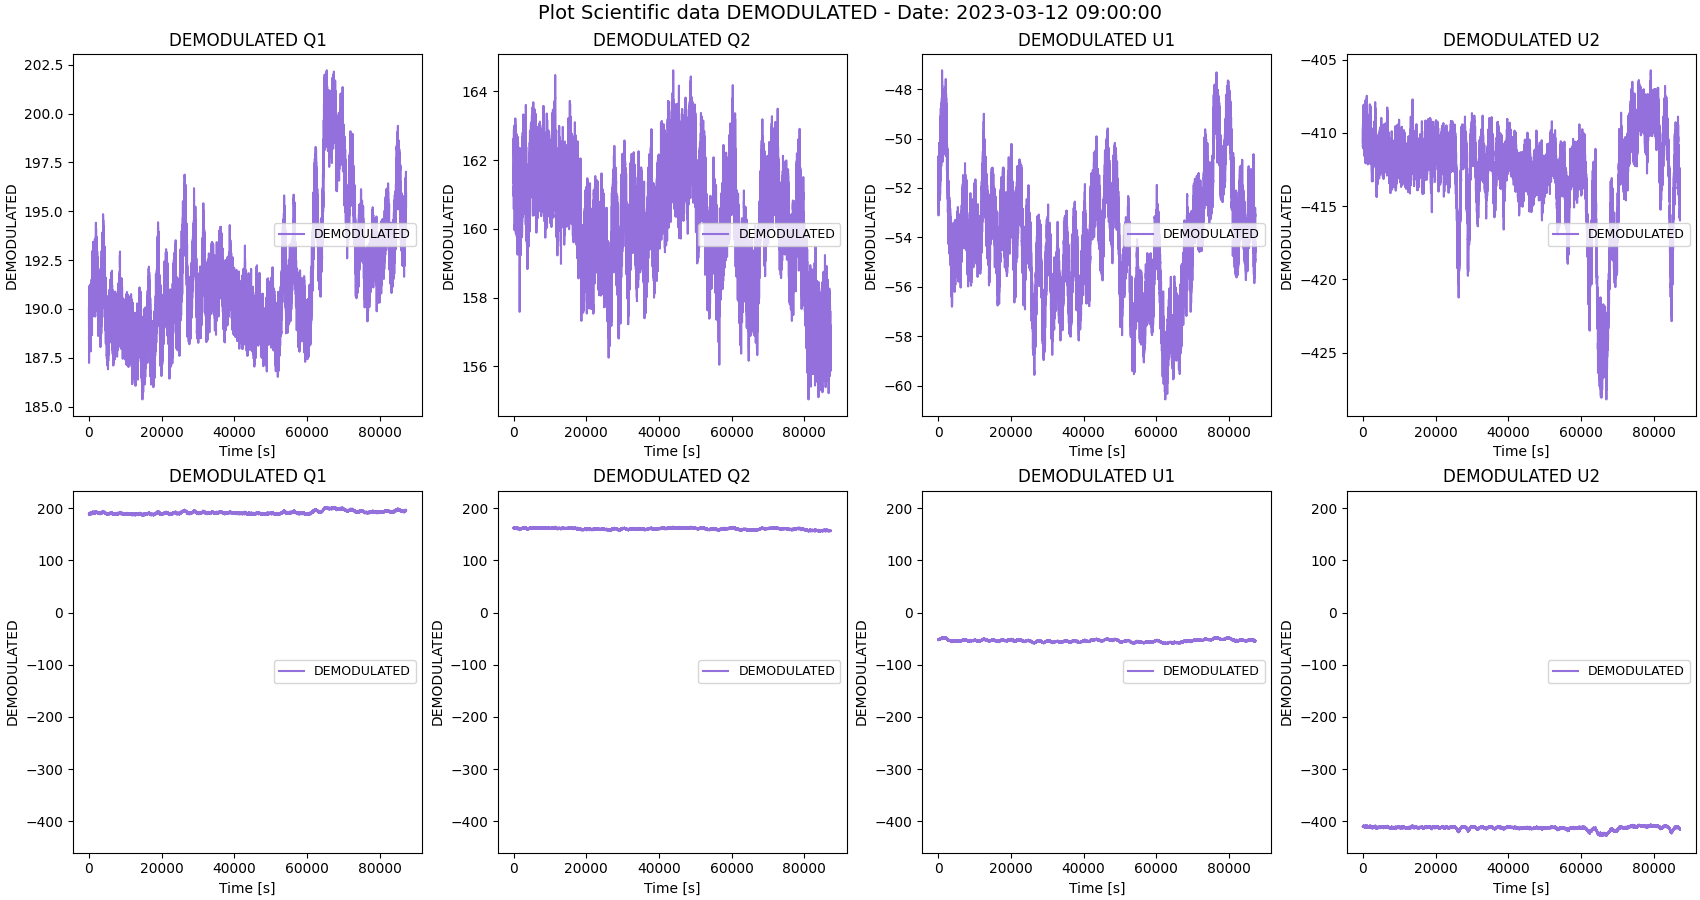 Plot Scientific data DEMODULATED - Date: 2023-03-12 09:00:00
DEMODULATED Q1
DEMODULATED
202.5
200.0
197.5
195.0
192.5
190.0
187.5
185.0
0 20000 40000 60000 80000
Time [s]
DEMODULATED
DEMODULATED Q2
DEMODULATED
164
162
160
158
156
0 20000 40000 60000 80000
Time [s]
DEMODULATED
DEMODULATED U1
DEMODULATED
−48
−50
−52
−54
−56
−58
−60
0 20000 40000 60000 80000
Time [s]
DEMODULATED
DEMODULATED U2
DEMODULATED
−405
−410
−415
−420
−425
0 20000 40000 60000 80000
Time [s]
DEMODULATED
DEMODULATED Q1
DEMODULATED
200
100
0
−100
−200
−300
−400
0 20000 40000 60000 80000
Time [s]
DEMODULATED
DEMODULATED Q2
DEMODULATED
200
100
0
−100
−200
−300
−400
0 20000 40000 60000 80000
Time [s]
DEMODULATED
DEMODULATED U1
DEMODULATED
200
100
0
−100
−200
−300
−400
0 20000 40000 60000 80000
Time [s]
DEMODULATED
DEMODULATED U2
DEMODULATED
200
100
0
−100
−200
−300
−400
0 20000 40000 60000 80000
Time [s]
DEMODULATED